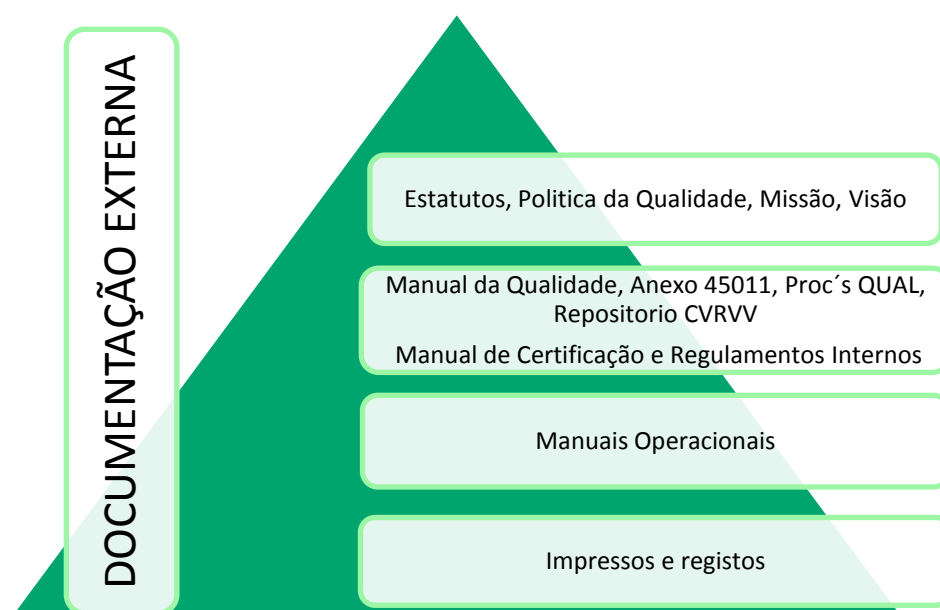 DOCUMENTAÇÃO EXTERNA
Estatutos, Politica da Qualidade, Missão, Visão
Manual da Qualidade, Anexo 45011, Proc´s QUAL,
Repositorio CVRVV
Manual de Certificação e Regulamentos Internos
Manuais Operacionais
Impressos e registos